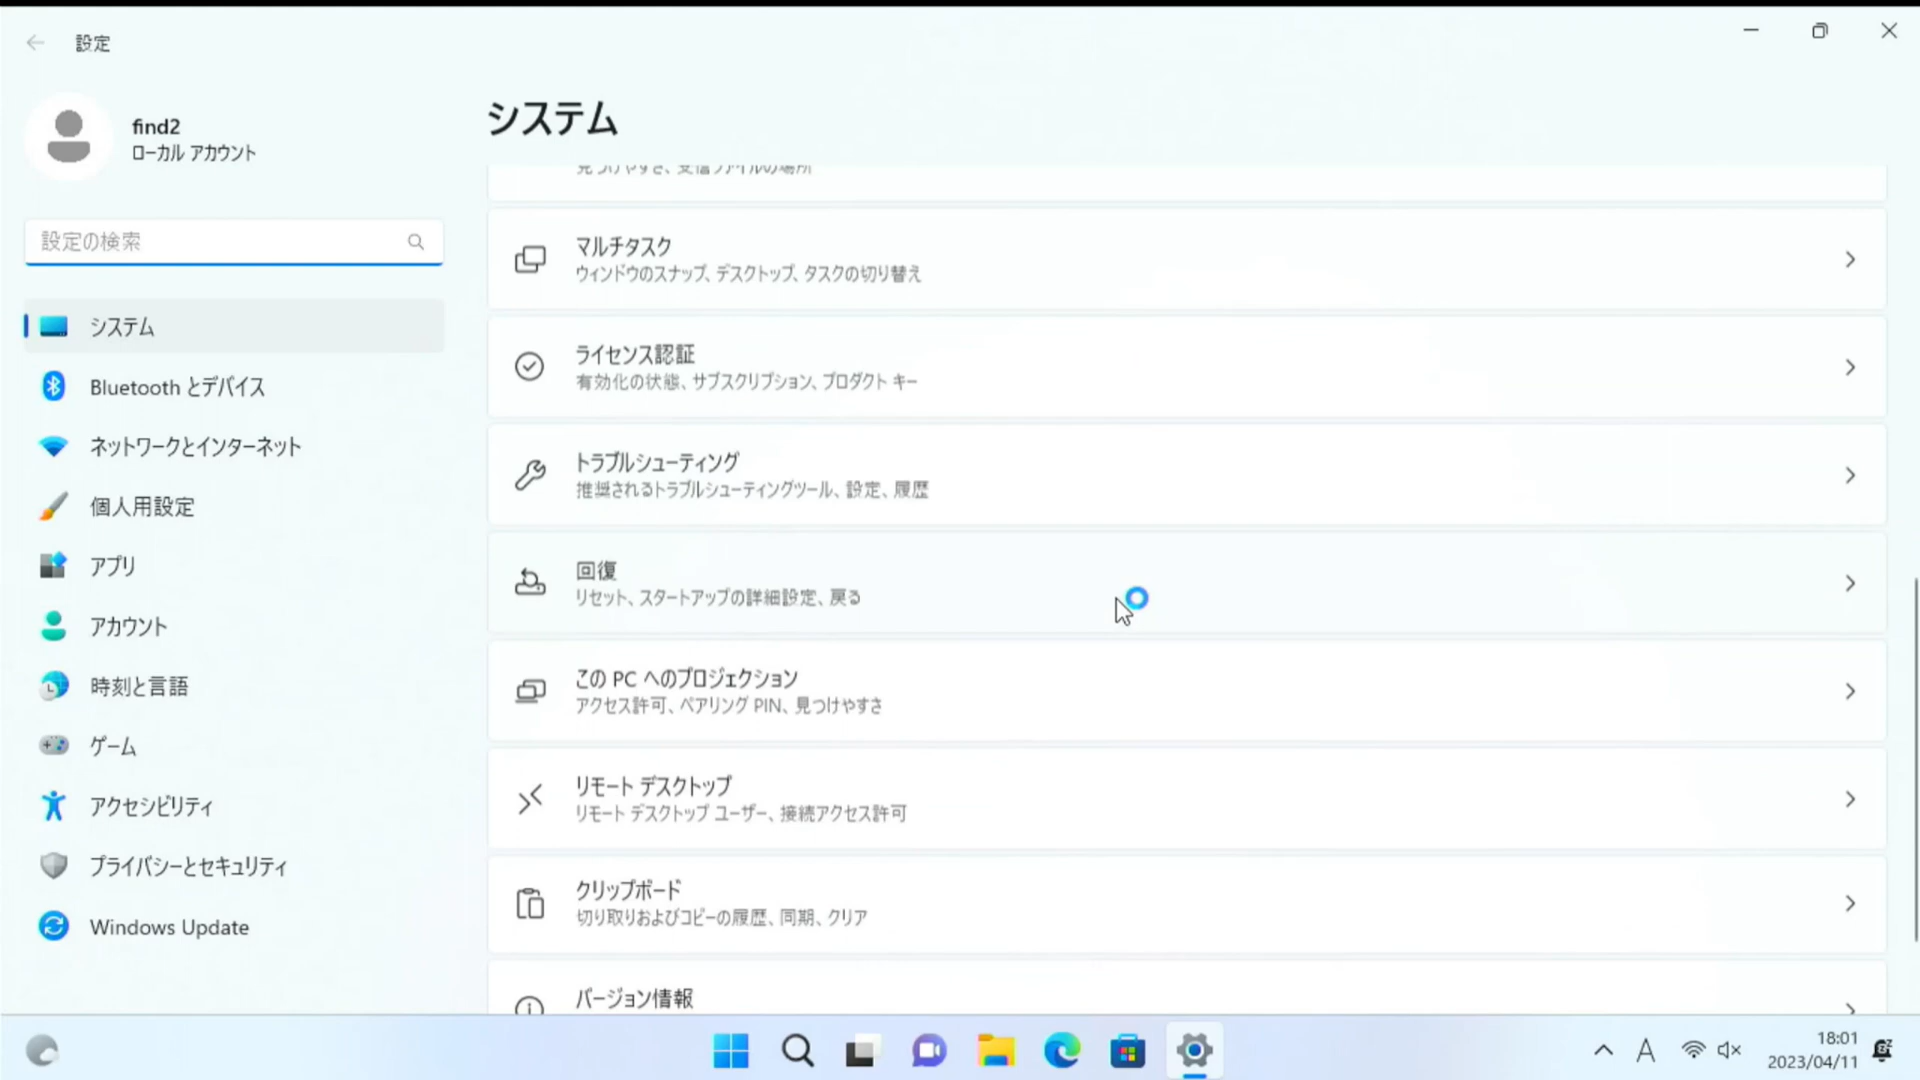 設定
find2
ローカル アカウント
設定の検索
システム
Bluetooth とデバイス
ネットワークとインターネット
個人用設定
アプリ
アカウント
時刻と言語
ゲーム
アクセシビリティ
プライバシーとセキュリティ
Windows Update
システム
見つけやすさ、受信ファイルの場所
マルチタスク
ウィンドウのスナップ、デスクトップ、タスクの切り替え
ライセンス認証
有効化の状態、サブスクリプション、プロダクト キー
トラブルシューティング
推奨されるトラブルシューティングツール、設定、履歴
回復
リセット、スタートアップの詳細設定、戻る
この PC へのプロジェクション
アクセス許可、ペアリング PIN、見つけやすさ
リモート デスクトップ
リモート デスクトップ ユーザー、接続アクセス許可
クリップボード
切り取りおよびコピーの履歴、同期、クリア
バージョン情報
A
18:01
2023/04/11